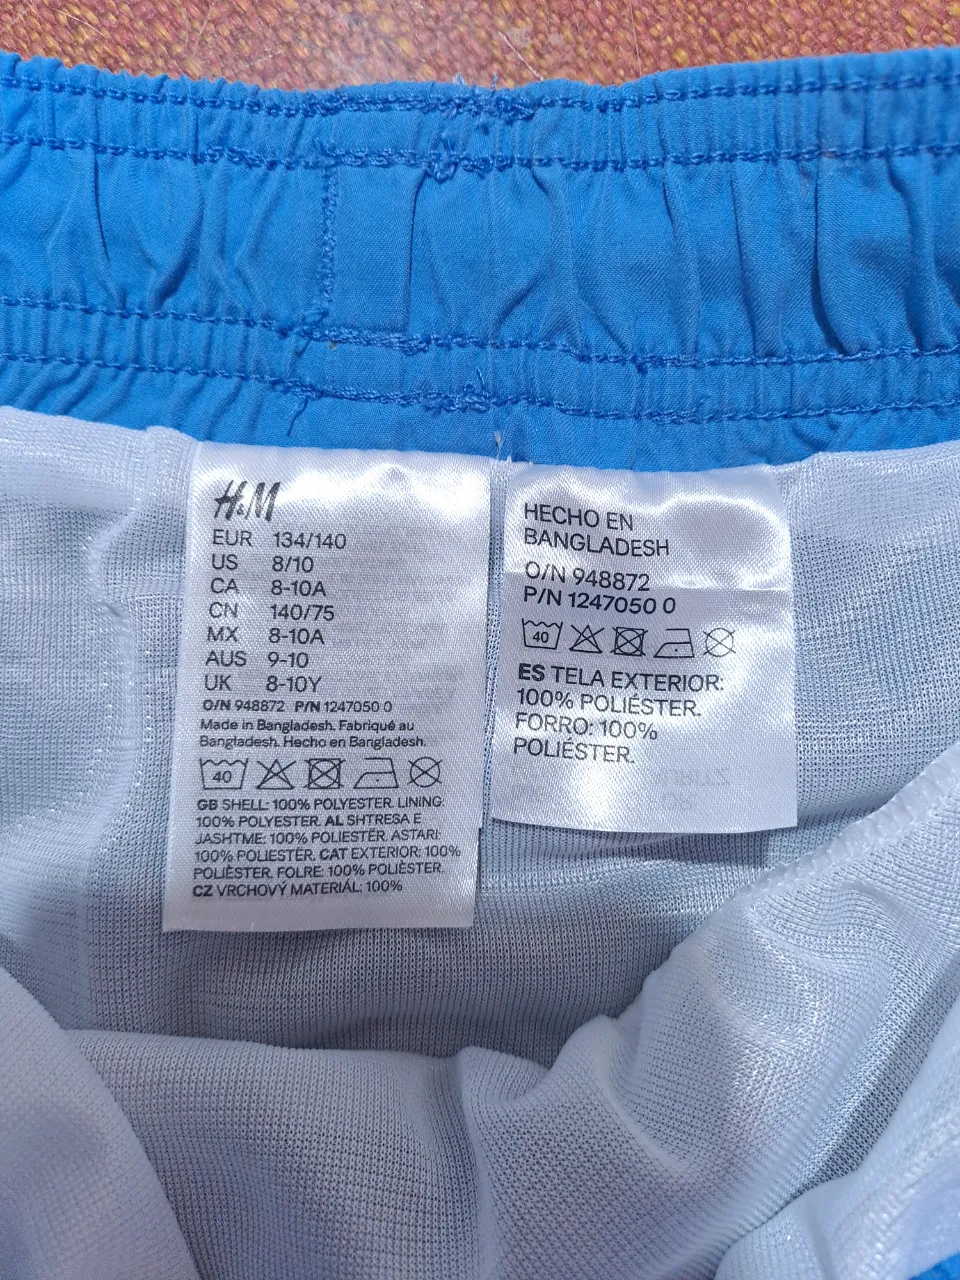 H&M
EUR 134/140
US 8/10
CA 8-10A
CN 140/75
MX 8-10A
AUS 9-10
UK 8-10Y
O/N 948872 P/N 1247050 0
Made in Bangladesh. Fabriqué au
Bangladesh. Hecho en Bangladesh.
40
GB SHELL: 100% POLYESTER. LINING:
100% POLYESTER. AL SHTRESA E
JASHTME: 100% POLIESTËR. ASTARI:
100% POLIESTËR. CAT EXTERIOR: 100%
POLIÈSTER. FOLRE: 100% POLIÈSTER.
CZ VRCHOVÝ MATERIÁL: 100%
HECHO EN
BANGLADESH
O/N 948872
P/N 1247050 0
40
ES TELA EXTERIOR:
100% POLIÉSTER.
FORRO: 100%
POLIÉSTER.